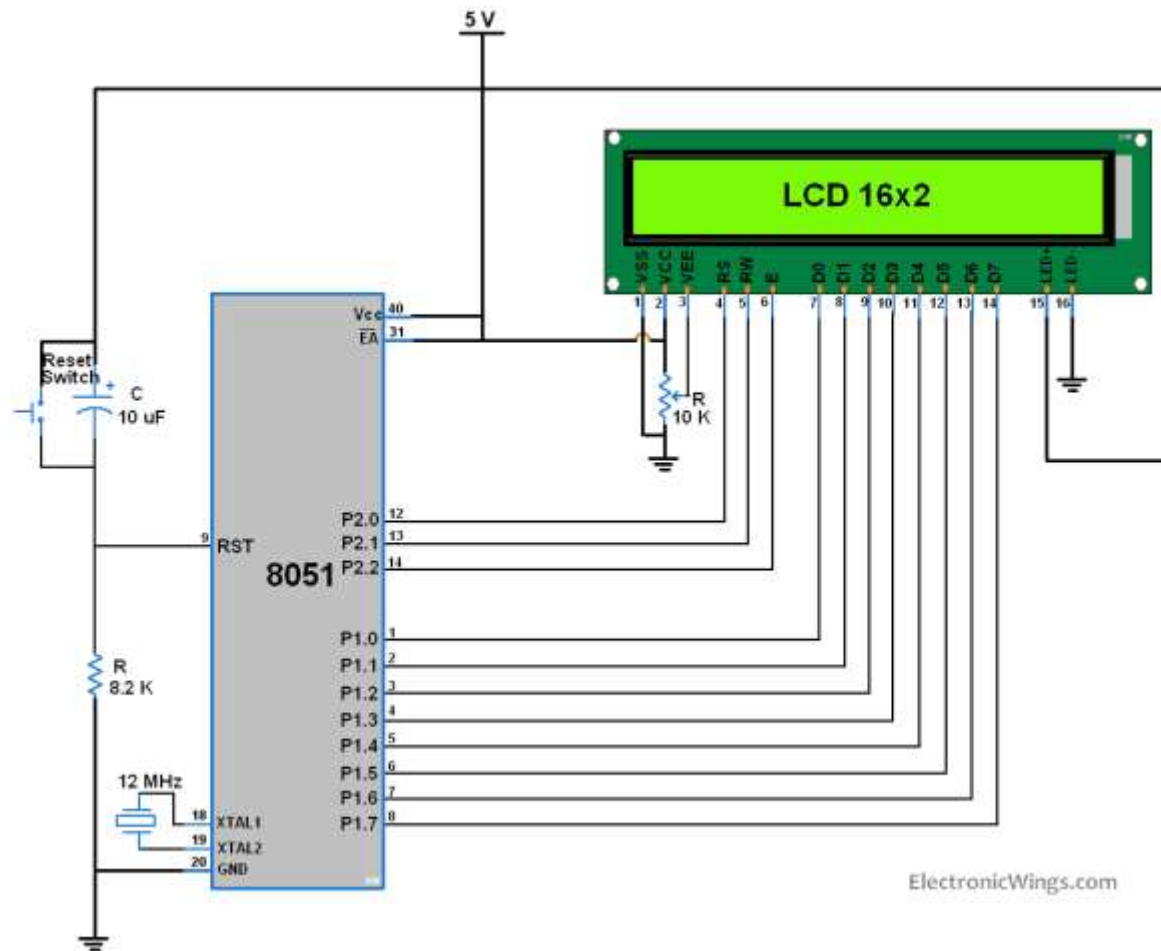 5 V
LCD 16x2
VSS
VCC
VEE
RS
RW
E
D0
D1
D2
D3
D4
D5
D6
D7
LED+
LED-
1
2
3
4
5
6
7
8
9
10
11
12
13
14
15
16
Vcc 40
EA 31
Reset
Switch
+
C
10 uF
R
10 K
P2.0 12
9 RST
P2.1 13
8051
P2.2 14
P1.0 1
P1.1 2
R
8.2 K
P1.2 3
P1.3 4
P1.4 5
P1.5 6
12 MHz
P1.6 7
18 XTAL1
P1.7 8
19 XTAL2
20 GND
ElectronicWings.com